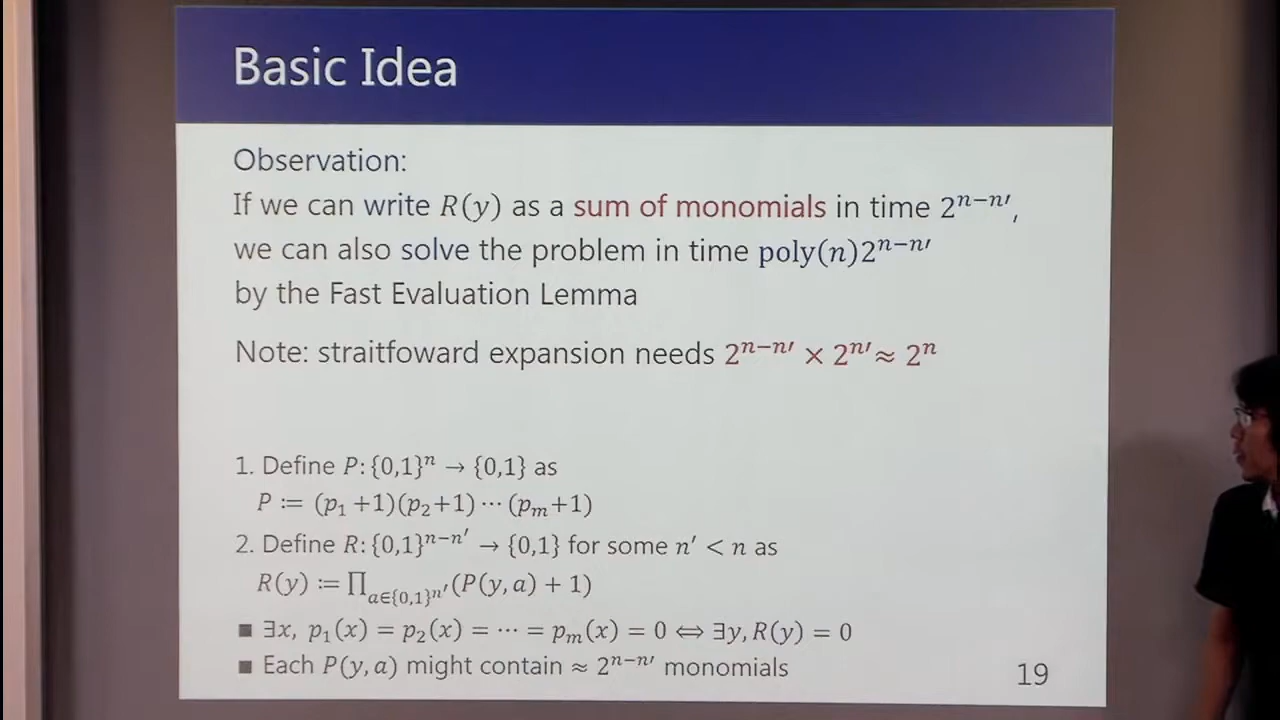 Basic Idea
Observation:
If we can write R(y) as a sum of monomials in time 2^{n−n′},
we can also solve the problem in time poly(n)2^{n−n′}
by the Fast Evaluation Lemma
Note: straitfoward expansion needs 2^{n−n′} × 2^{n′} ≈ 2^n
1. Define P: {0,1}^n → {0,1} as
P ≔ (p_1 +1)(p_2+1) ⋯ (p_m+1)
2. Define R: {0,1}^{n−n′} → {0,1} for some n′ < n as
R(y) ≔ ∏_{a∈{0,1}^{n′}} (P(y, a) + 1)
■ ∃x, p_1(x) = p_2(x) = ⋯ = p_m(x) = 0 ⇔ ∃y, R(y) = 0
■ Each P(y, a) might contain ≈ 2^{n−n′} monomials
19